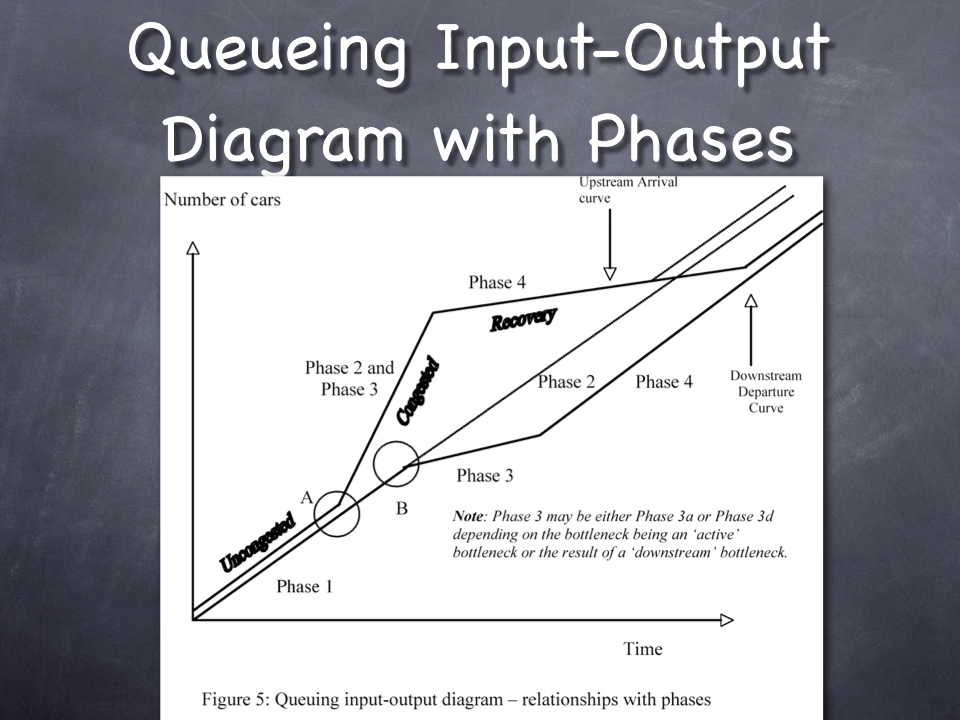 Queueing Input-Output
Diagram with Phases
Upstream Arrival
curve
Number of cars
Phase 4
Recovery
Phase 2 and
Phase 3
Congested
Phase 2
Phase 4
Downstream
Departure
Curve
Phase 3
A
B
Uncongested
Note: Phase 3 may be either Phase 3a or Phase 3d
depending on the bottleneck being an ‘active’
bottleneck or the result of a ‘downstream’ bottleneck.
Phase 1
Time
Figure 5: Queuing input-output diagram – relationships with phases